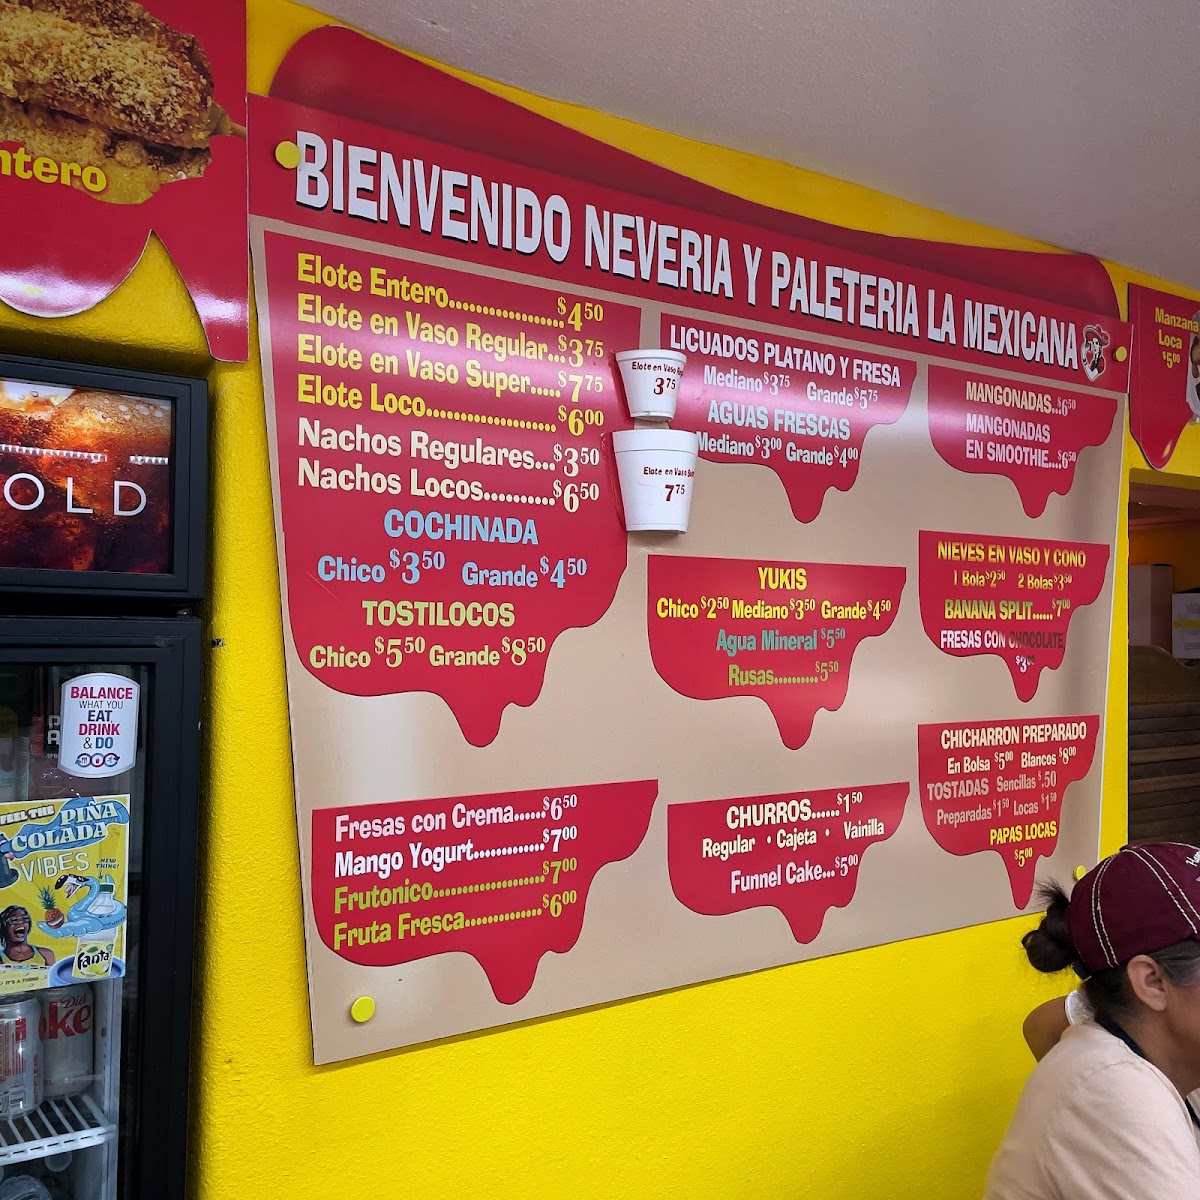 ntero
OLD
BALANCE
WHAT YOU
EAT,
DRINK
& DO
FEEL THE
PIÑA
COLADA
VIBES
NEW
THING!
fanta
IT'S A THING
Diet
ke
BIENVENIDO NEVERIA Y PALETERIA LA MEXICANA
Elote Entero.................$4.50
Elote en Vaso Regular...$3.75
Elote en Vaso Super.....$7.75
Elote Loco....................$6.00
Nachos Regulares...$3.50
Nachos Locos..........$6.50
COCHINADA
Chico $3.50 Grande $4.50
TOSTILOCOS
Chico $5.50 Grande $8.50
Fresas con Crema......$6.50
Mango Yogurt.............$7.00
Frutonico.....................$7.00
Fruta Fresca..............$6.00
Elote en Vaso
3.75
Elote en Vaso
7.75
LICUADOS PLATANO Y FRESA
Mediano $3.75 Grande $5.75
AGUAS FRESCAS
Mediano $3.00 Grande $4.00
YUKIS
Chico $2.50 Mediano $3.50 Grande $4.50
Agua Mineral $5.50
Rusas..........$5.50
CHURROS......$1.50
Regular • Cajeta • Vainilla
Funnel Cake...$5.00
MANGONADAS...$6.50
MANGONADAS
EN SMOOTHIE....$6.50
NIEVES EN VASO Y CONO
1 Bola $2.50 2 Bolas $3.50
BANANA SPLIT......$7.00
FRESAS CON CHOCOLATE
$3.00
CHICHARRON PREPARADO
En Bolsa $5.00 Blancos $8.00
TOSTADAS Sencillas $.50
Preparadas $1.50 Locas $1.50
PAPAS LOCAS
$5.00
Manzana
Loca
$5.00